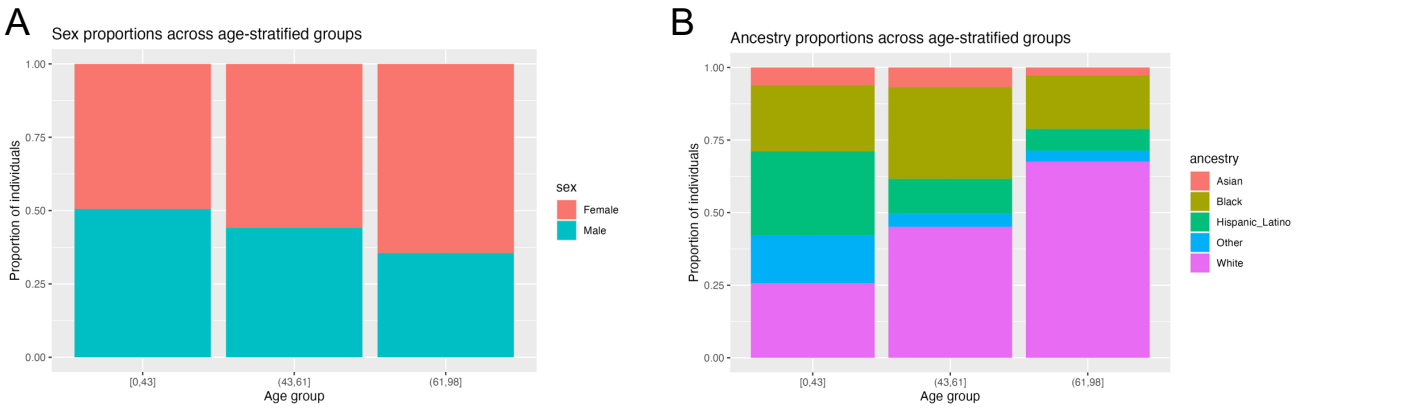 A
Sex proportions across age-stratified groups
Proportion of individuals
1.00
0.75
0.50
0.25
0.00
[0,43]
(43,61]
(61,98]
Age group
sex
Female
Male
B
Ancestry proportions across age-stratified groups
Proportion of individuals
1.00
0.75
0.50
0.25
0.00
[0,43]
(43,61]
(61,98]
Age group
ancestry
Asian
Black
Hispanic_Latino
Other
White